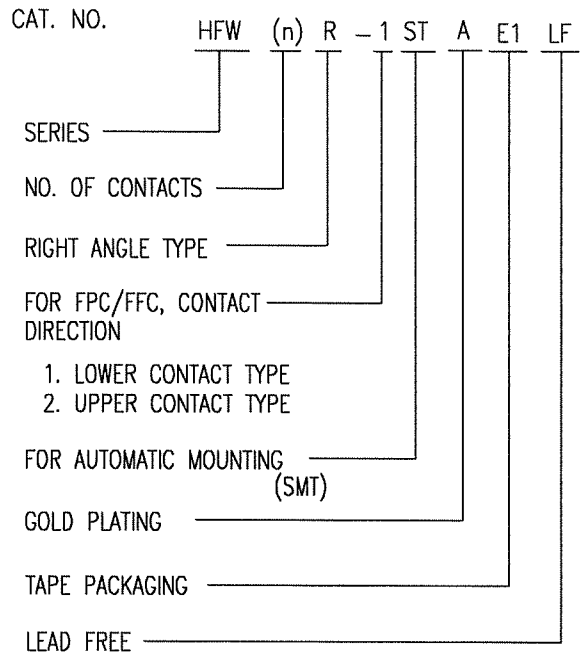 CAT. NO. HFW (n) R - 1 ST A E1 LF
SERIES
NO. OF CONTACTS
RIGHT ANGLE TYPE
FOR FPC/FFC, CONTACT
DIRECTION
1. LOWER CONTACT TYPE
2. UPPER CONTACT TYPE
FOR AUTOMATIC MOUNTING
(SMT)
GOLD PLATING
TAPE PACKAGING
LEAD FREE